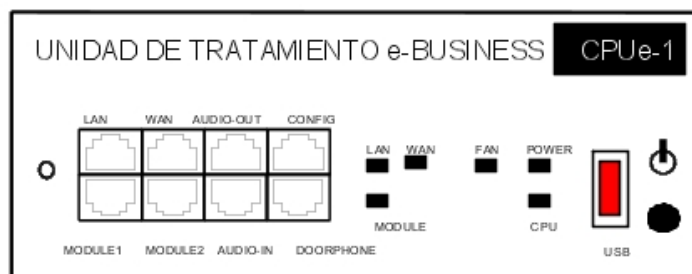 UNIDAD DE TRATAMIENTO e-BUSINESS CPUe-1
LAN WAN AUDIO-OUT CONFIG
LAN WAN FAN POWER
MODULE CPU
MODULE1 MODULE2 AUDIO-IN DOORPHONE USB